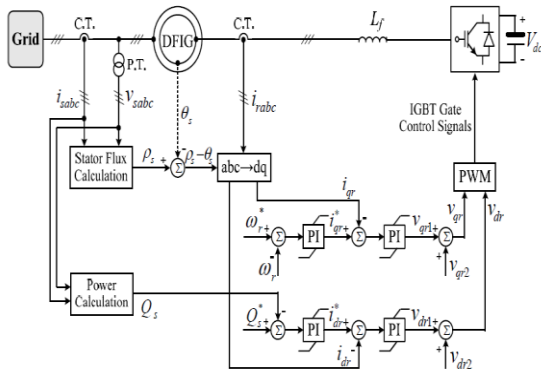 Grid
C.T.
DFIG
C.T.
L_f
V_dc
+
-
P.T.
i_sabc
v_sabc
θ_s
i_rabc
IGBT Gate
Control Signals
Stator Flux
Calculation
ρ_s +
Σ
-
ρ_s-θ_s
abc→dq
PWM
i_qr
v_qr
v_dr
ω_r* +
Σ
-
ω_r
PI
i_qr* +
Σ
-
PI
v_qr1 +
Σ
+
v_qr2
Power
Calculation
Q_s
Q_s* +
Σ
-
PI
i_dr* +
Σ
-
i_dr
PI
v_dr1 +
Σ
+
v_dr2